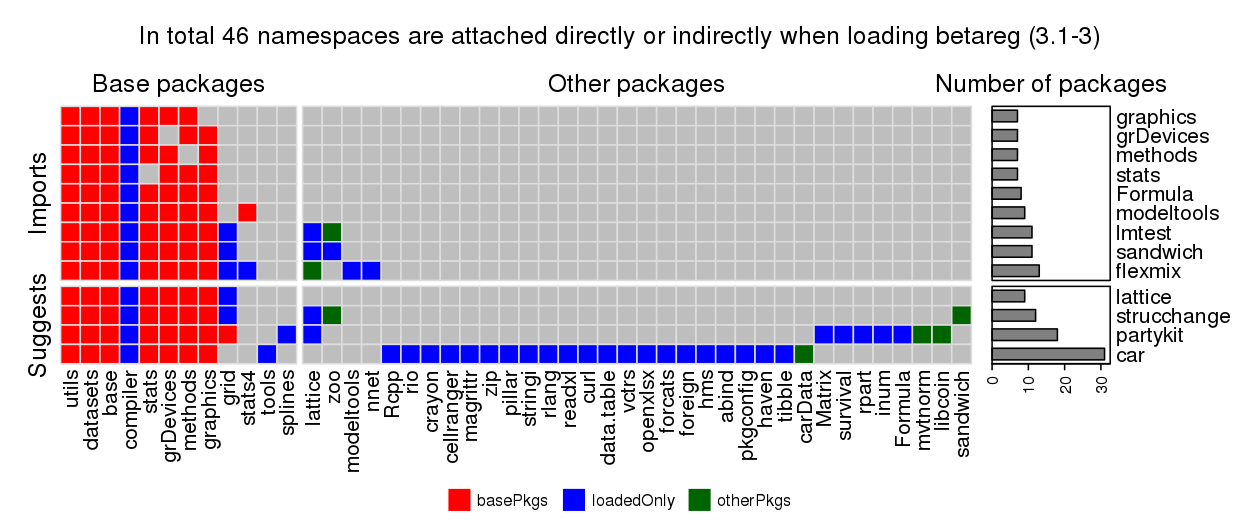 In total 46 namespaces are attached directly or indirectly when loading betareg (3.1-3)
Base packages
Other packages
Number of packages
Imports
Suggests
graphics
grDevices
methods
stats
Formula
modeltools
lmtest
sandwich
flexmix
lattice
strucchange
partykit
car
utils
datasets
base
compiler
stats
grDevices
methods
graphics
grid
stats4
tools
splines
lattice
zoo
modeltools
nnet
Rcpp
rio
crayon
cellranger
magrittr
zip
pillar
stringi
rlang
readxl
curl
data.table
vctrs
openxlsx
forcats
foreign
hms
abind
pkgconfig
haven
tibble
carData
Matrix
survival
rpart
inum
Formula
mvtnorm
libcoin
sandwich
0
10
20
30
basePkgs
loadedOnly
otherPkgs